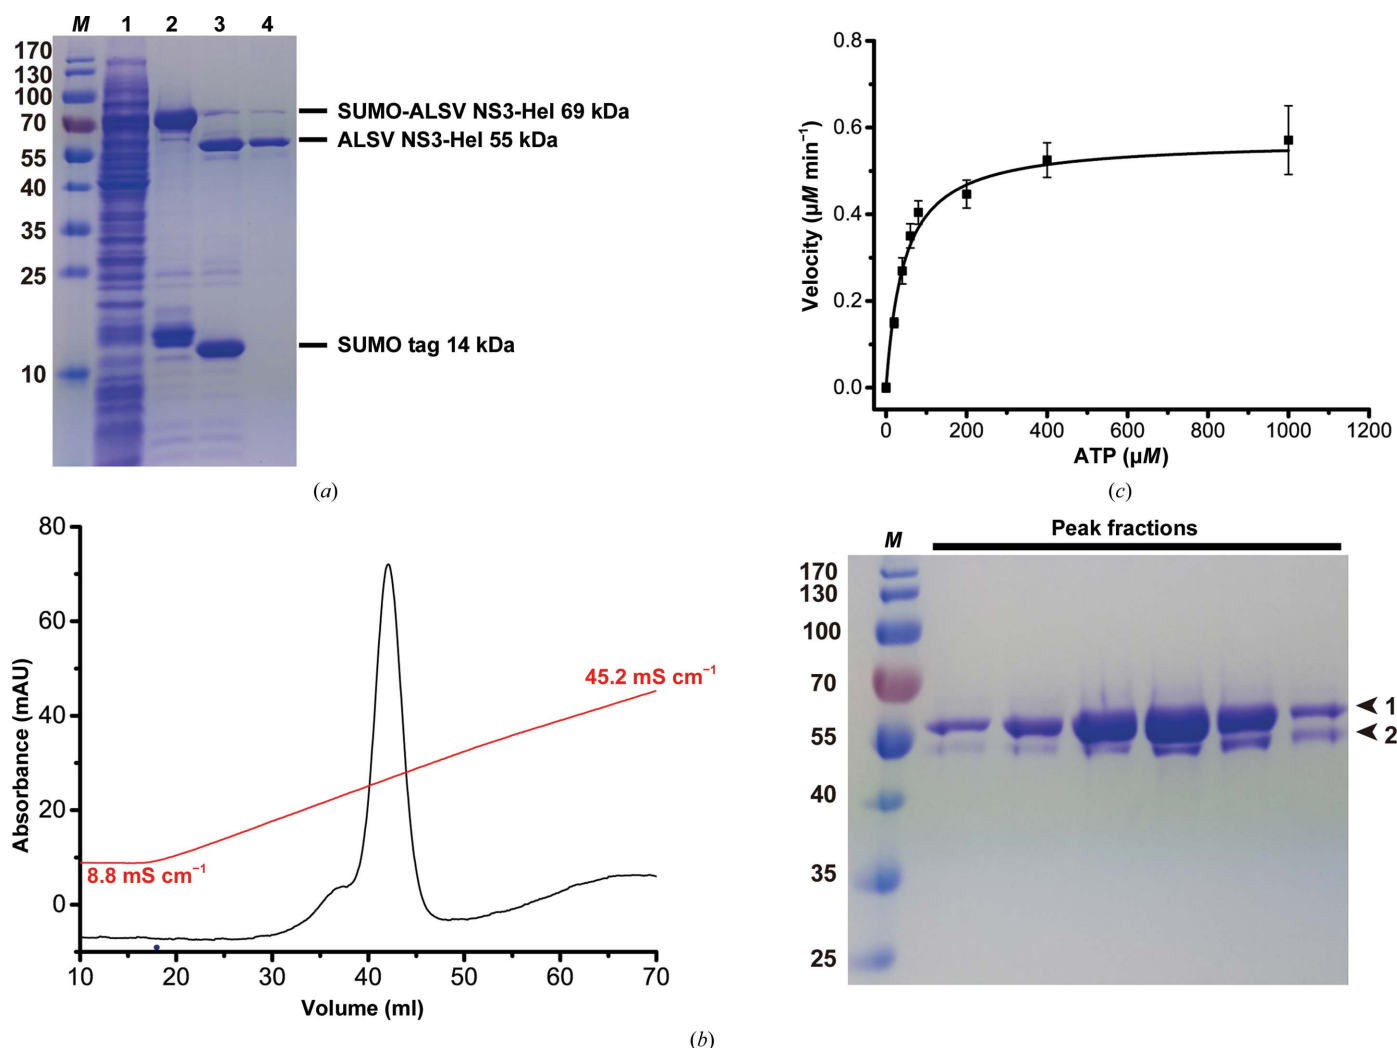 M 1 2 3 4
170
130
100
70
55
40
35
25
10
SUMO-ALSV NS3-Hel 69 kDa
ALSV NS3-Hel 55 kDa
SUMO tag 14 kDa
(a)
0.8
0.6
0.4
0.2
0.0
Velocity (µM min⁻¹)
0 200 400 600 800 1000 1200
ATP (µM)
(c)
80
60
40
20
0
Absorbance (mAU)
45.2 mS cm⁻¹
8.8 mS cm⁻¹
10 20 30 40 50 60 70
Volume (ml)
Peak fractions
M
170
130
100
70
55
40
35
25
1
2
(b)